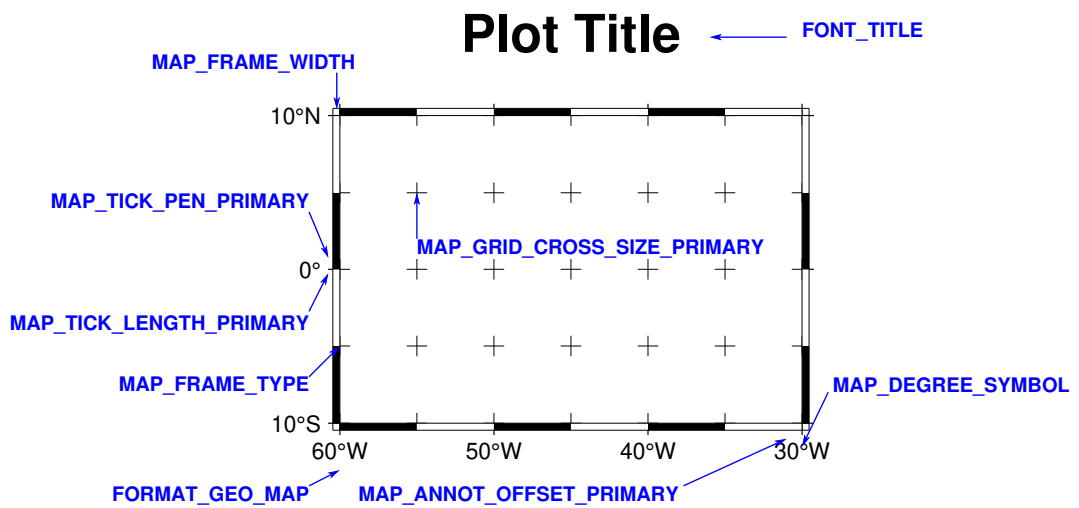 Plot Title
FONT_TITLE
MAP_FRAME_WIDTH
10°N
MAP_TICK_PEN_PRIMARY
MAP_GRID_CROSS_SIZE_PRIMARY
0°
MAP_TICK_LENGTH_PRIMARY
MAP_FRAME_TYPE
MAP_DEGREE_SYMBOL
10°S
60°W 50°W 40°W 30°W
FORMAT_GEO_MAP
MAP_ANNOT_OFFSET_PRIMARY